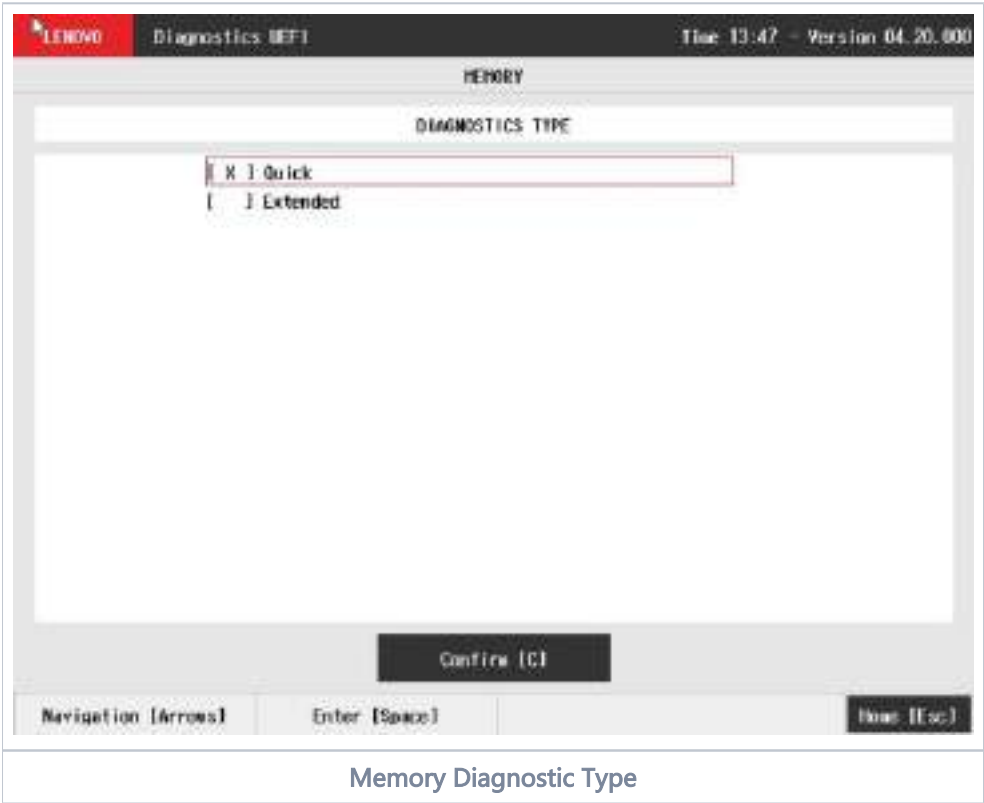 LENOVO Diagnostics UEFI Time 13:47 - Version 04.20.000
MEMORY
DIAGNOSTICS TYPE
[ X ] Quick
[   ] Extended
Confirm [C]
Navigation [Arrows] Enter [Space] Home [Esc]
Memory Diagnostic Type